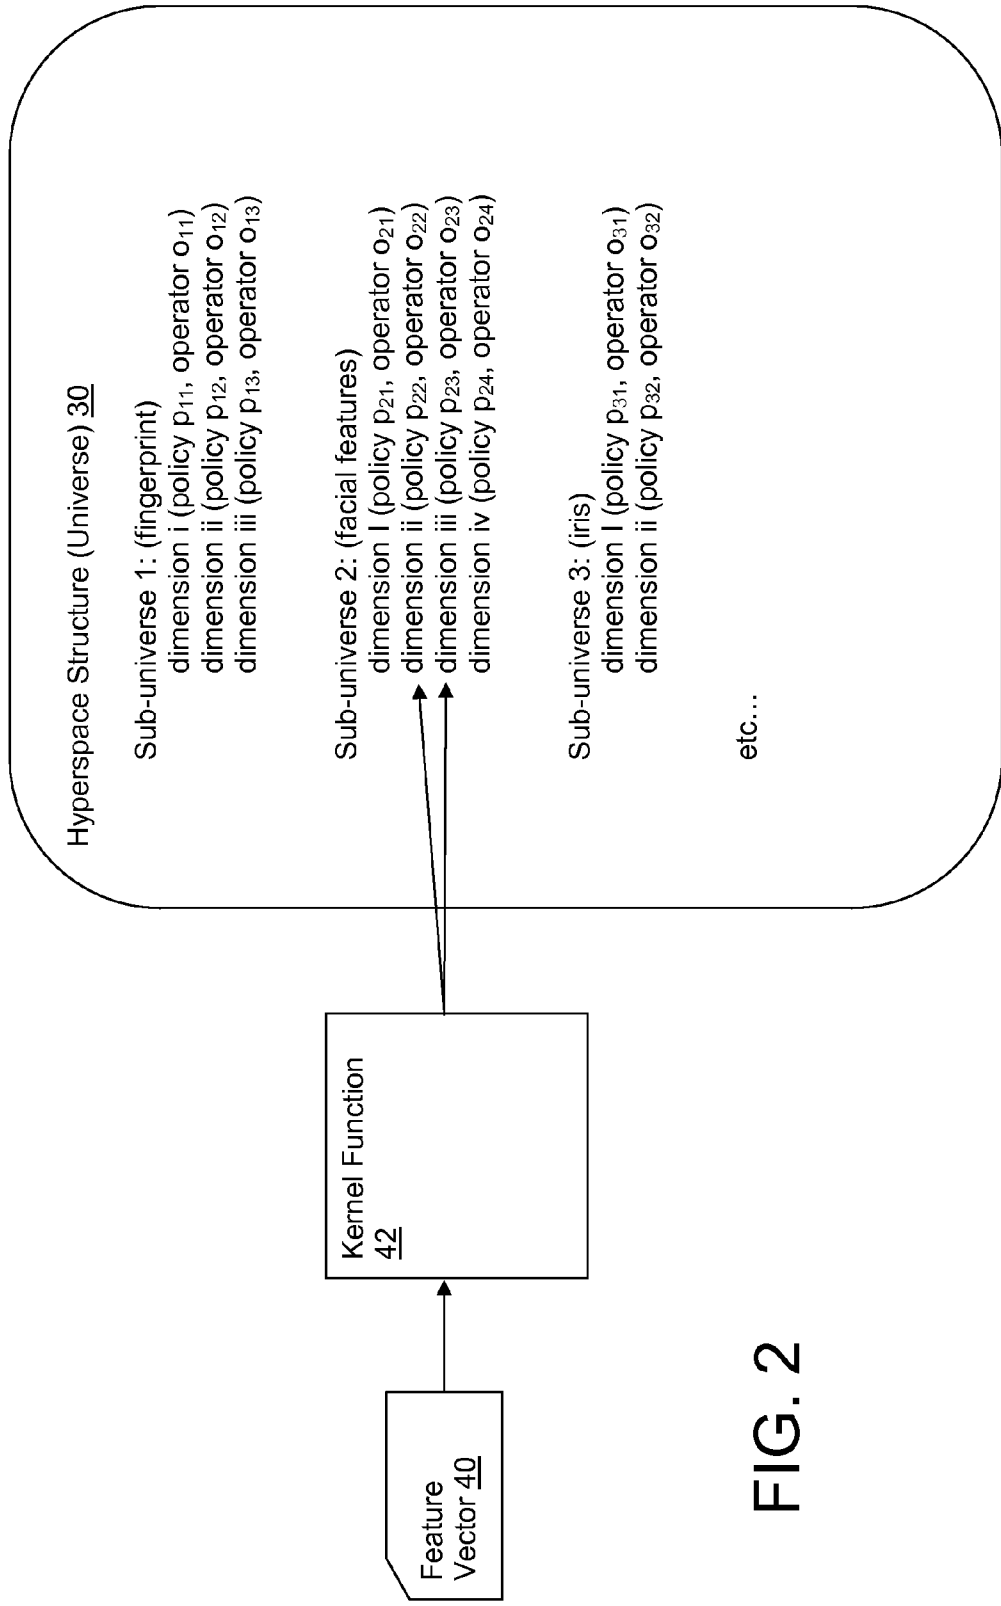 Hyperspace Structure (Universe) 30
Sub-universe 1: (fingerprint)
dimension i (policy p11, operator o11)
dimension ii (policy p12, operator o12)
dimension iii (policy p13, operator o13)
Sub-universe 2: (facial features)
dimension I (policy p21, operator o21)
dimension ii (policy p22, operator o22)
dimension iii (policy p23, operator o23)
dimension iv (policy p24, operator o24)
Sub-universe 3: (iris)
dimension I (policy p31, operator o31)
dimension ii (policy p32, operator o32)
etc...
Kernel Function
42
Feature
Vector 40
FIG. 2